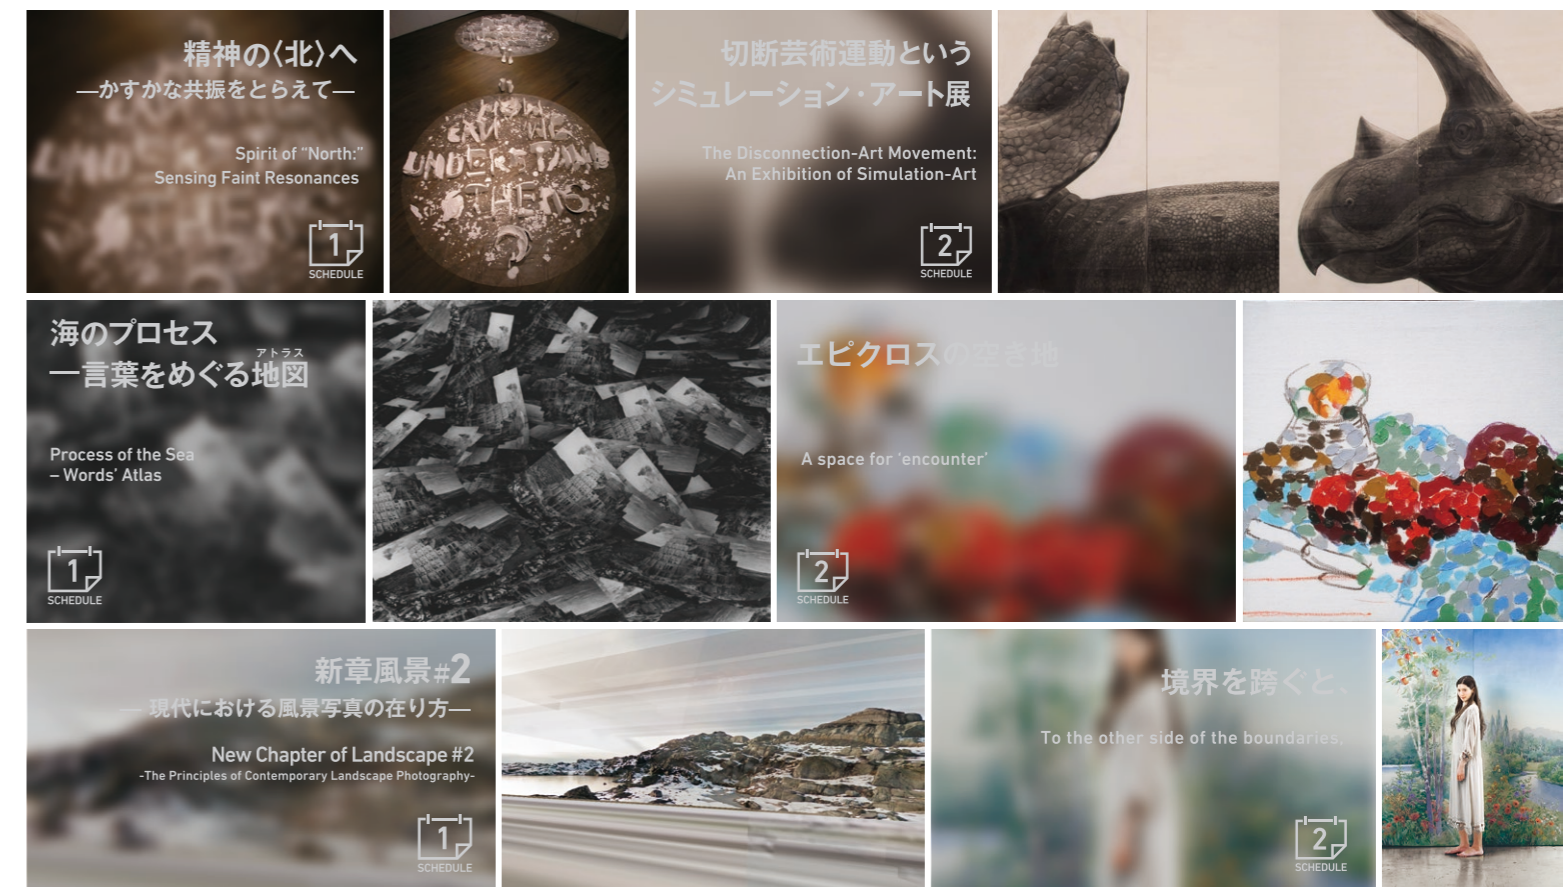 精神の〈北〉へ
―かすかな共振をとらえて―
Spirit of “North:”
Sensing Faint Resonances
1
SCHEDULE
HOW
CAN WE
UNDERSTAND
OTHERS
切断芸術運動という
シミュレーション・アート展
The Disconnection-Art Movement:
An Exhibition of Simulation-Art
2
SCHEDULE
海のプロセス
アトラス
―言葉をめぐる地図
Process of the Sea
– Words’ Atlas
1
SCHEDULE
エピクロスの空き地
A space for ‘encounter’
2
SCHEDULE
新章風景#2
― 現代における風景写真の在り方―
New Chapter of Landscape #2
-The Principles of Contemporary Landscape Photography-
1
SCHEDULE
境界を跨ぐと、
To the other side of the boundaries,
2
SCHEDULE